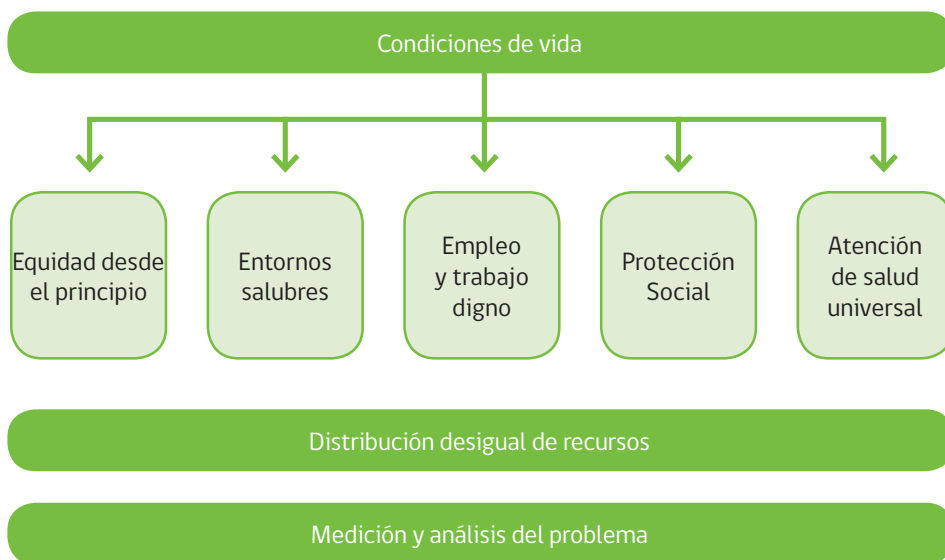 Condiciones de vida
Equidad desde
el principio
Entornos
salubres
Empleo
y trabajo
digno
Protección
Social
Atención
de salud
universal
Distribución desigual de recursos
Medición y análisis del problema